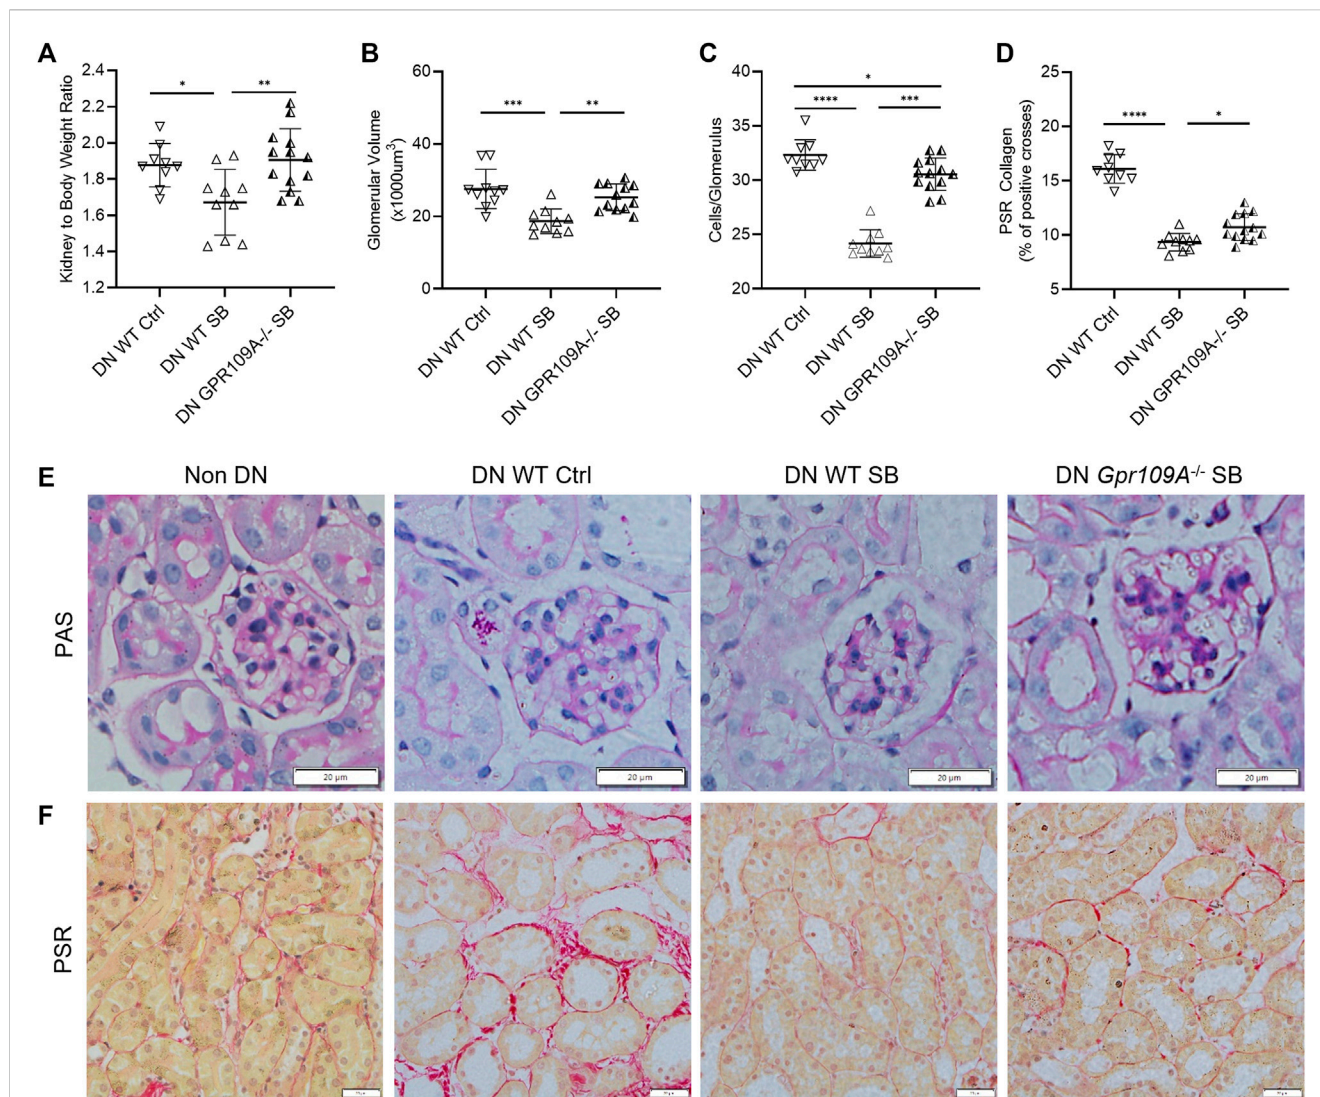 A
B
C
D
Kidney to Body Weight Ratio
2.4
2.2
2.0
1.8
1.6
1.4
1.2
*
**
DN WT Ctrl
DN WT SB
DN GPR109A-/- SB
Glomerular Volume
(x1000um³)
60
40
20
0
***
**
DN WT Ctrl
DN WT SB
DN GPR109A-/- SB
Cells/Glomerulus
40
35
30
25
20
*
****
***
DN WT Ctrl
DN WT SB
DN GPR109A-/- SB
PSR Collagen
(% of positive crosses)
25
20
15
10
5
****
*
DN WT Ctrl
DN WT SB
DN GPR109A-/- SB
E
Non DN
DN WT Ctrl
DN WT SB
DN Gpr109A-/- SB
PAS
20 µm
20 µm
20 µm
20 µm
F
PSR